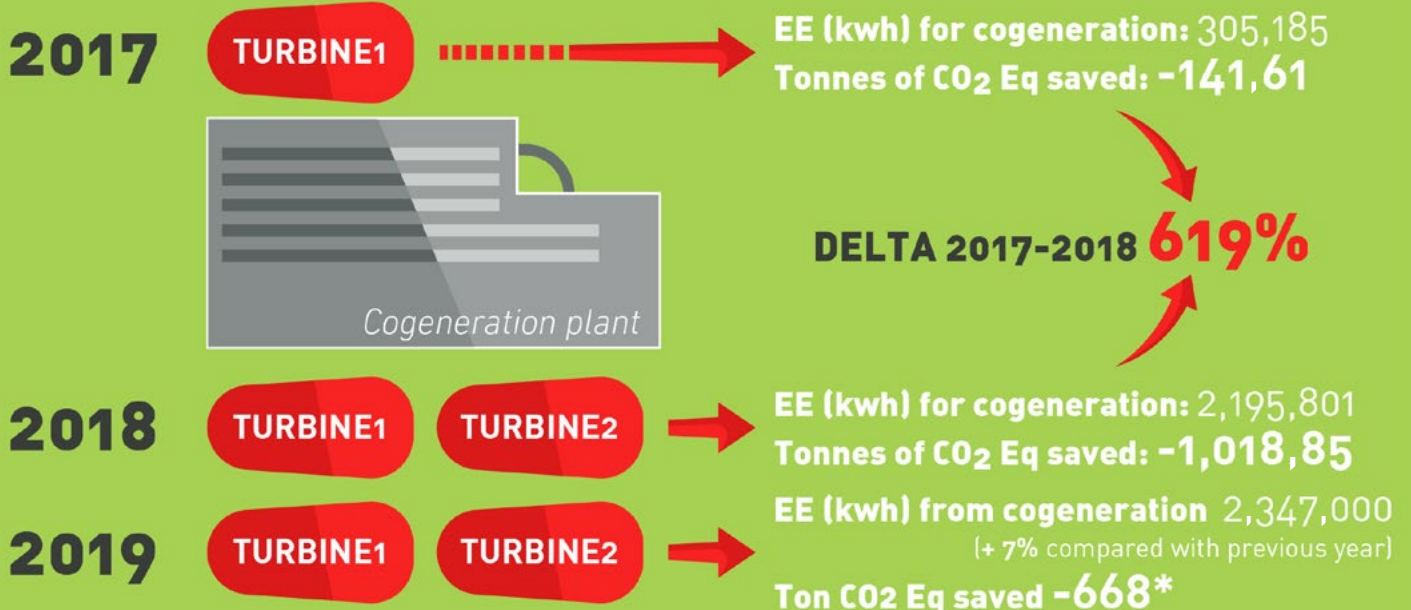 2017 TURBINE1 EE (kwh) for cogeneration: 305,185
Tonnes of CO2 Eq saved: -141,61
Cogeneration plant
DELTA 2017-2018 619%
2018 TURBINE1 TURBINE2 EE (kwh) for cogeneration: 2,195,801
Tonnes of CO2 Eq saved: -1,018,85
2019 TURBINE1 TURBINE2 EE (kwh) from cogeneration 2,347,000
(+ 7% compared with previous year)
Ton CO2 Eq saved -668*